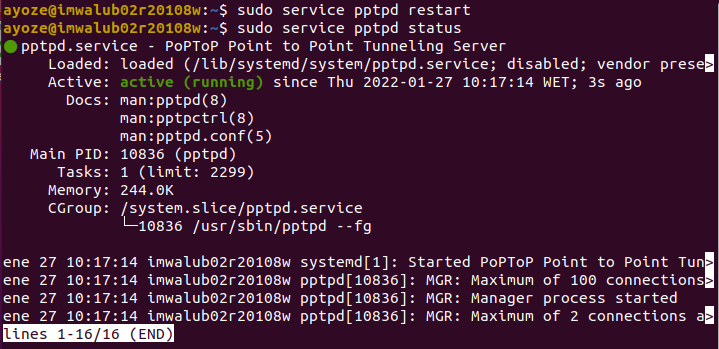 ayoze@imwalub02r20108w:~$ sudo service pptpd restart
ayoze@imwalub02r20108w:~$ sudo service pptpd status
● pptpd.service - PoPToP Point to Point Tunneling Server
     Loaded: loaded (/lib/systemd/system/pptpd.service; disabled; vendor prese>
     Active: active (running) since Thu 2022-01-27 10:17:14 WET; 3s ago
       Docs: man:pptpd(8)
             man:pptpctrl(8)
             man:pptpd.conf(5)
   Main PID: 10836 (pptpd)
      Tasks: 1 (limit: 2299)
     Memory: 244.0K
     CGroup: /system.slice/pptpd.service
             └─10836 /usr/sbin/pptpd --fg
ene 27 10:17:14 imwalub02r20108w systemd[1]: Started PoPToP Point to Point Tun>
ene 27 10:17:14 imwalub02r20108w pptpd[10836]: MGR: Maximum of 100 connections>
ene 27 10:17:14 imwalub02r20108w pptpd[10836]: MGR: Manager process started
ene 27 10:17:14 imwalub02r20108w pptpd[10836]: MGR: Maximum of 2 connections a>
lines 1-16/16 (END)